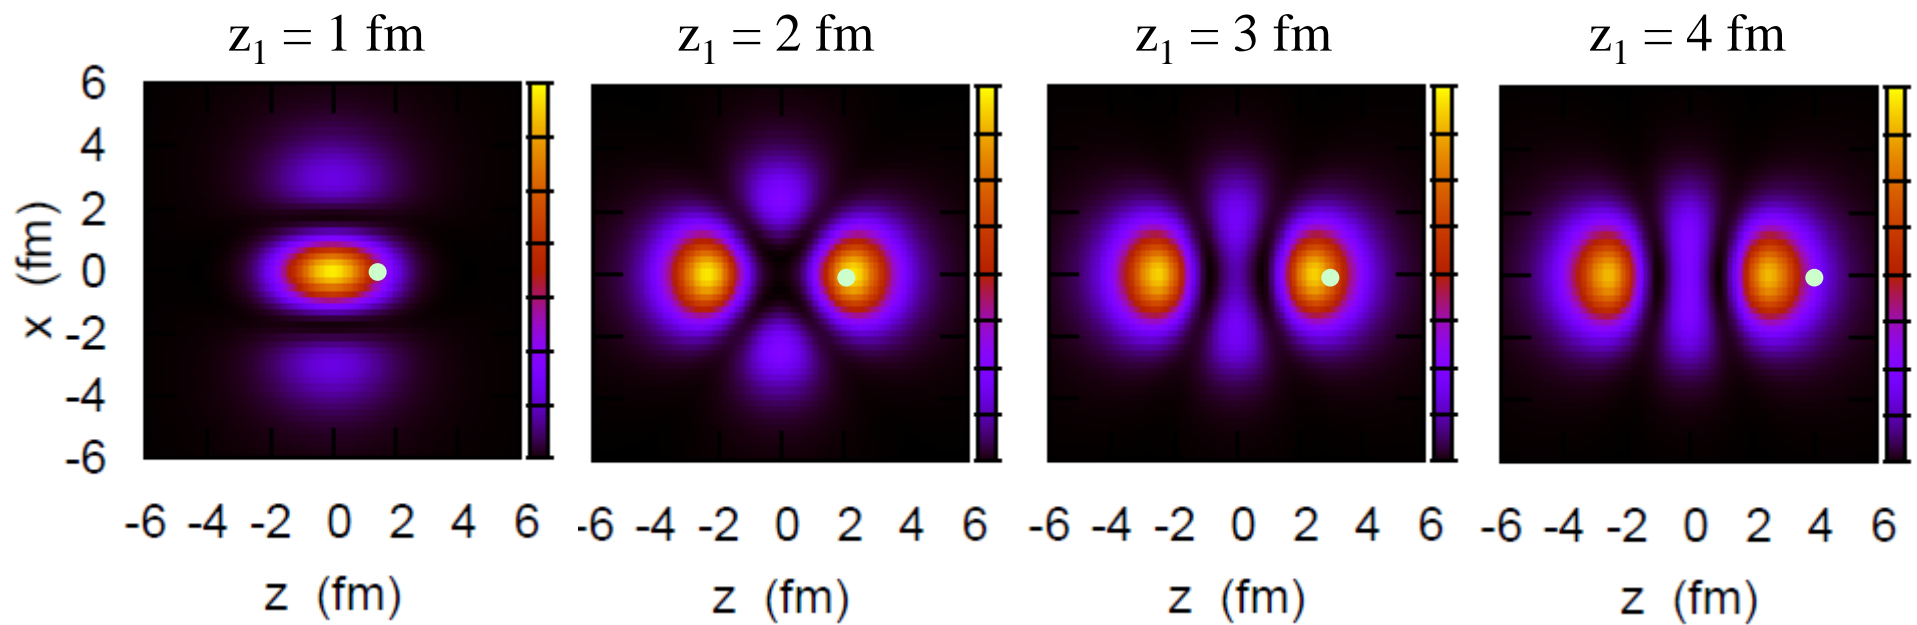 z₁ = 1 fm z₁ = 2 fm z₁ = 3 fm z₁ = 4 fm
6
4
2
0
-2
-4
-6
x (fm)
-6 -4 -2 0 2 4 6 -6 -4 -2 0 2 4 6 -6 -4 -2 0 2 4 6 -6 -4 -2 0 2 4 6
z (fm) z (fm) z (fm) z (fm)